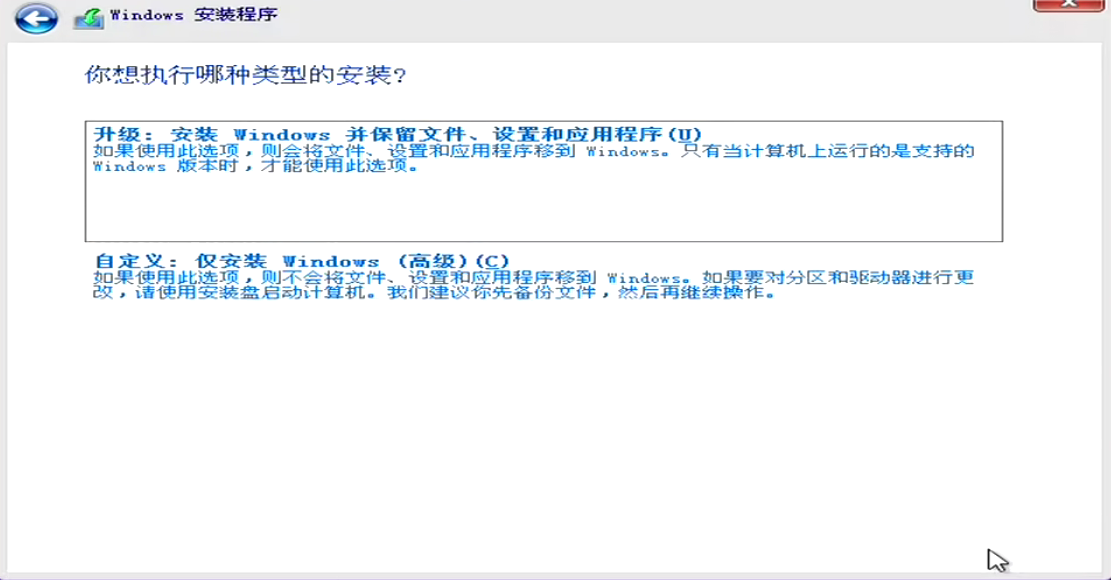 Windows 安装程序
你想执行哪种类型的安装?
升级: 安装 Windows 并保留文件、设置和应用程序(U)
如果使用此选项,则会将文件、设置和应用程序移到 Windows。只有当计算机上运行的是支持的
Windows 版本时,才能使用此选项。
自定义: 仅安装 Windows (高级)(C)
如果使用此选项,则不会将文件、设置和应用程序移到 Windows。如果要对分区和驱动器进行更
改,请使用安装盘启动计算机。我们建议你先备份文件,然后再继续操作。